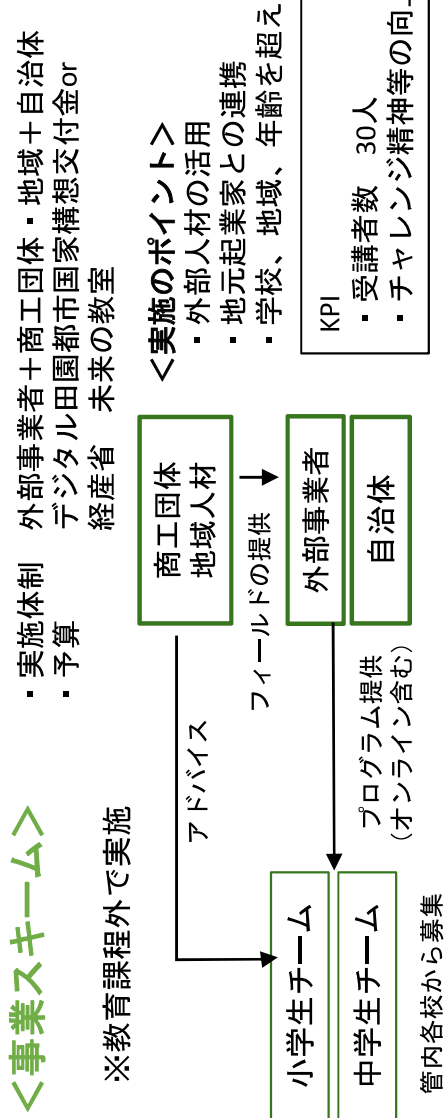 <事業スキーム>
・実施体制　外部事業者＋商工団体・地域＋自治体
・予算　デジタル田園都市国家構想交付金or
経産省　未来の教室
※教育課程外で実施
アドバイス
商工団体
地域人材
フィールドの提供
外部事業者
自治体
プログラム提供
(オンライン含む)
小学生チーム
中学生チーム
管内各校から募集
<実施のポイント>
・外部人材の活用
・地元起業家との連携
・学校、地域、年齢を超え
KPI
・受講者数　30人
・チャレンジ精神等の向